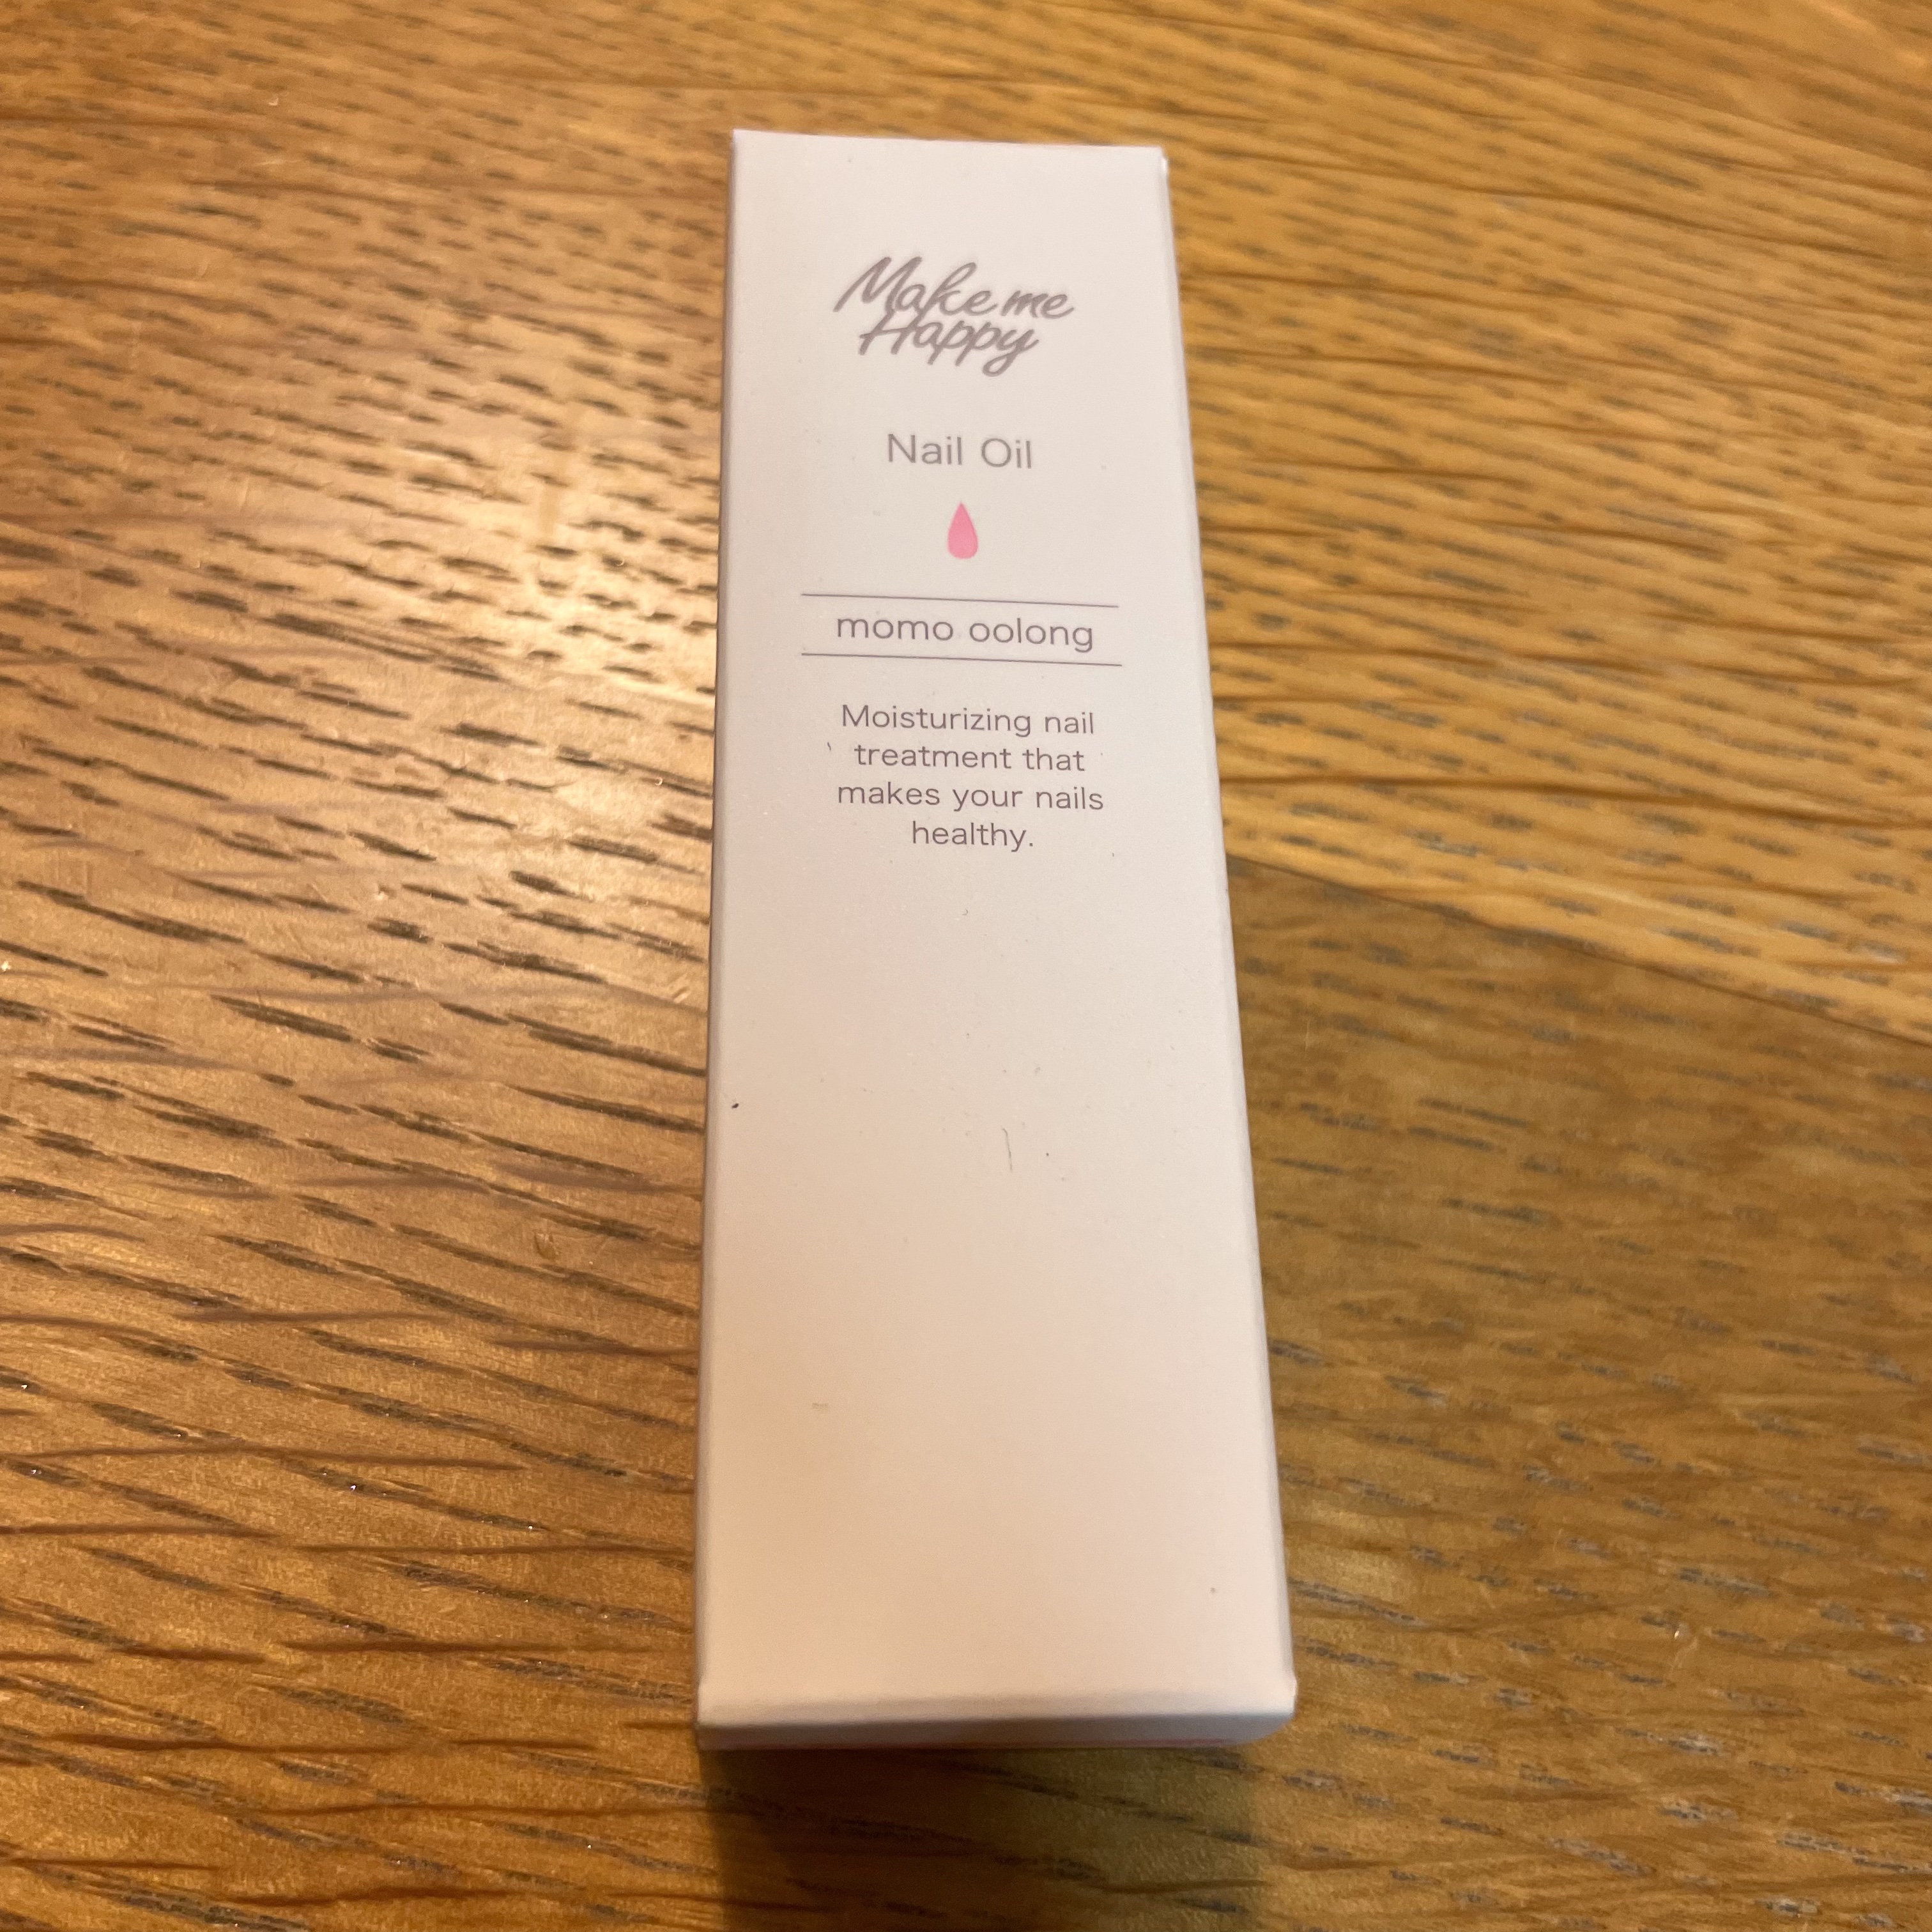 Make me
Happy
Nail Oil
momo oolong
Moisturizing nail
treatment that
makes your nails
healthy.